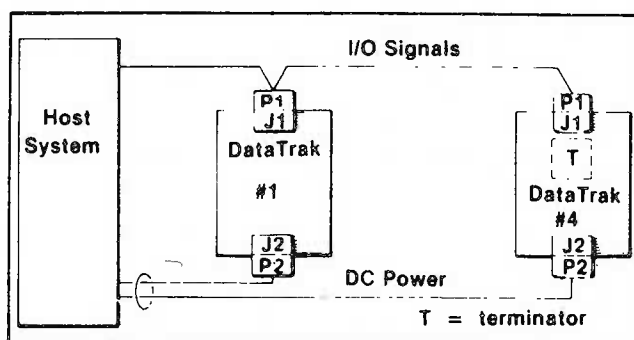 I/O Signals
Host
System
P1
J1
DataTrak
#1
J2
P2
P1
J1
T
DataTrak
#4
J2
P2
DC Power
T = terminator